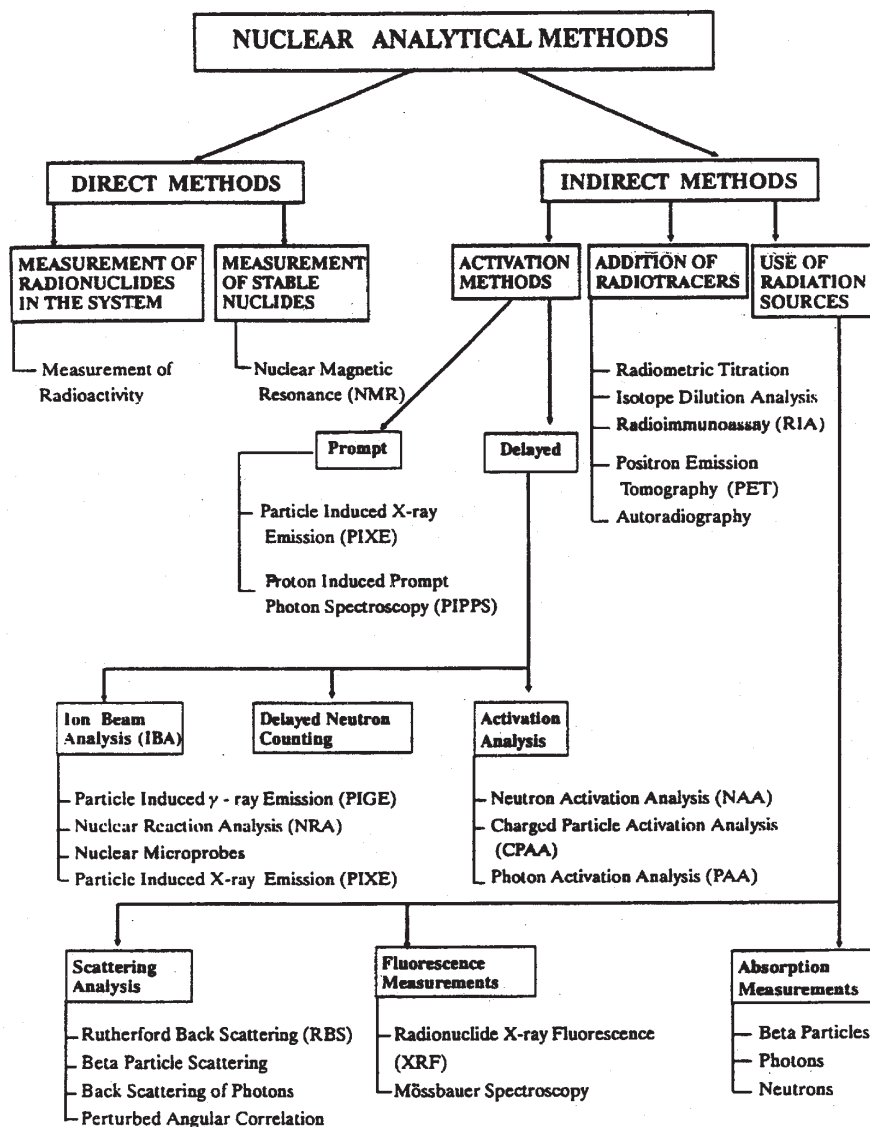 NUCLEAR ANALYTICAL METHODS
DIRECT METHODS
INDIRECT METHODS
MEASUREMENT OF
RADIONUCLIDES
IN THE SYSTEM
MEASUREMENT
OF STABLE
NUCLIDES
ACTIVATION
METHODS
ADDITION OF
RADIOTRACERS
USE OF
RADIATION
SOURCES
Measurement of
Radioactivity
Nuclear Magnetic
Resonance (NMR)
Radiometric Titration
Isotope Dilution Analysis
Radioimmunoassay (RIA)
Positron Emission
Tomography (PET)
Autoradiography
Prompt
Delayed
Particle Induced X-ray
Emission (PIXE)
Proton Induced Prompt
Photon Spectroscopy (PIPPS)
Ion Beam
Analysis (IBA)
Delayed Neutron
Counting
Activation
Analysis
Particle Induced γ - ray Emission (PIGE)
Nuclear Reaction Analysis (NRA)
Nuclear Microprobes
Particle Induced X-ray Emission (PIXE)
Neutron Activation Analysis (NAA)
Charged Particle Activation Analysis
(CPAA)
Photon Activation Analysis (PAA)
Scattering
Analysis
Fluorescence
Measurements
Absorption
Measurements
Rutherford Back Scattering (RBS)
Beta Particle Scattering
Back Scattering of Photons
Perturbed Angular Correlation
Radionuclide X-ray Fluorescence
(XRF)
Mössbauer Spectroscopy
Beta Particles
Photons
Neutrons